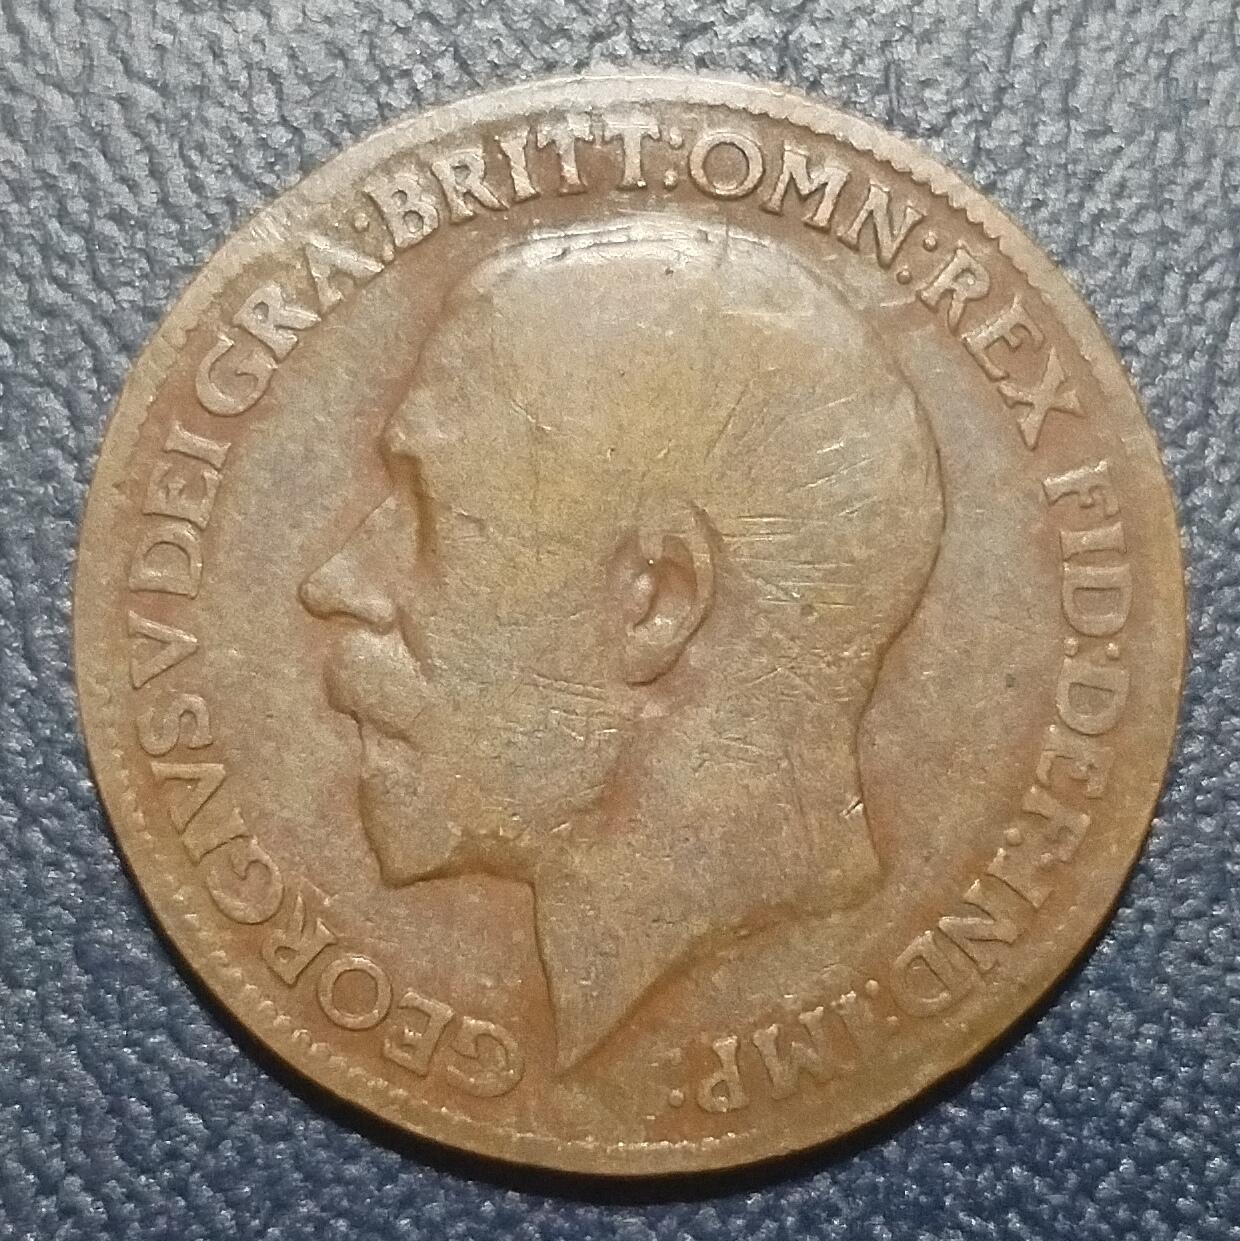 GEORGIVS V DEI GRA:BRITT:OMN:REX FID:DEF:IND:IMP: